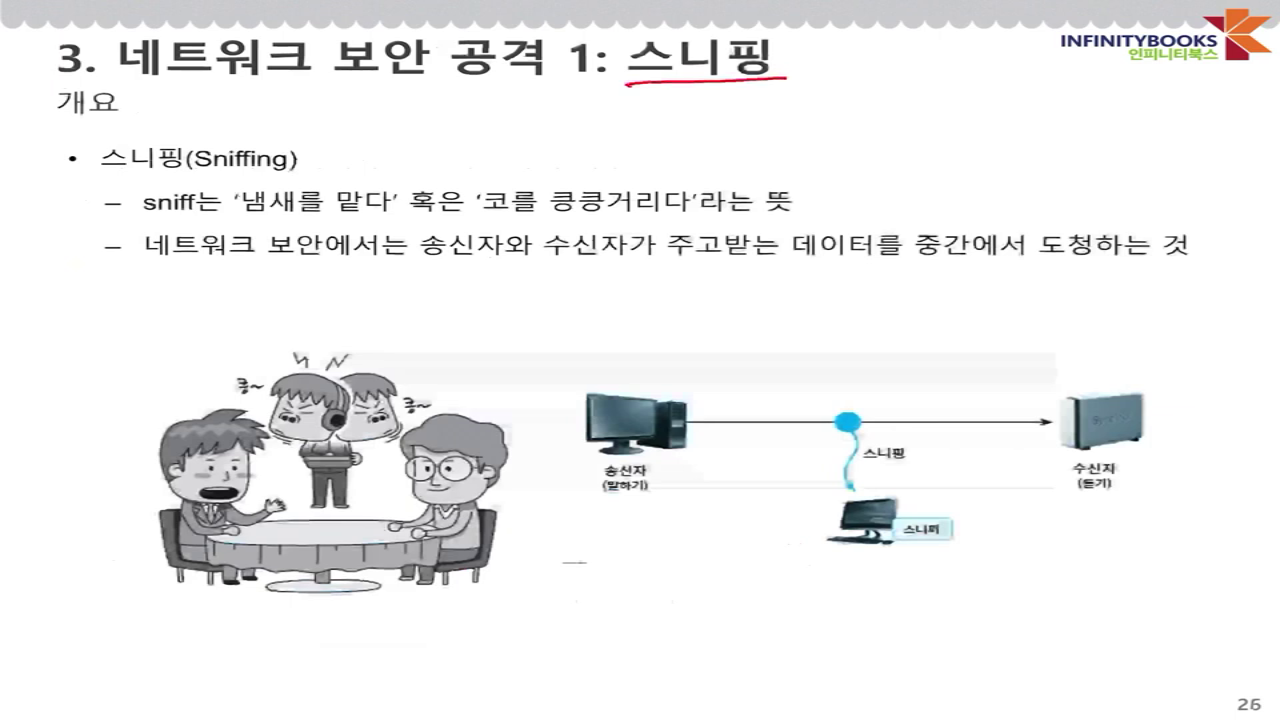 INFINITYBOOKS
인피니티북스
3. 네트워크 보안 공격 1: 스니핑
개요
• 스니핑(Sniffing)
– sniff는 ‘냄새를 맡다’ 혹은 ‘코를 킁킁거리다’라는 뜻
– 네트워크 보안에서는 송신자와 수신자가 주고받는 데이터를 중간에서 도청하는 것
킁~
킁~
송신자
(말하기)
스니핑
스니퍼
수신자
(듣기)
26